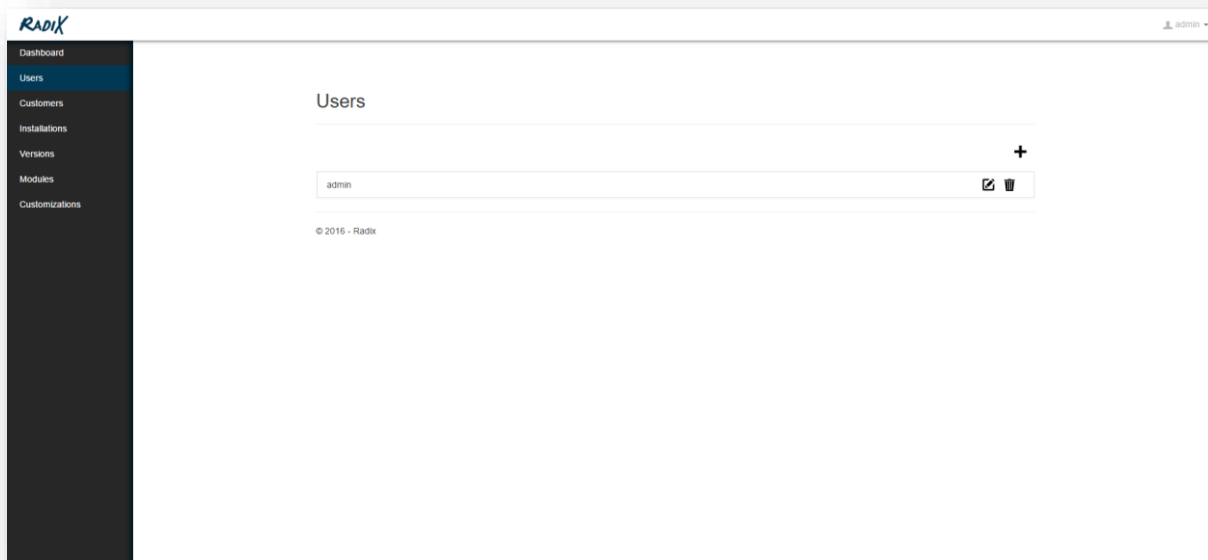 RADIX
admin
Dashboard
Users
Customers
Installations
Versions
Modules
Customizations
Users
admin
© 2016 - Radix